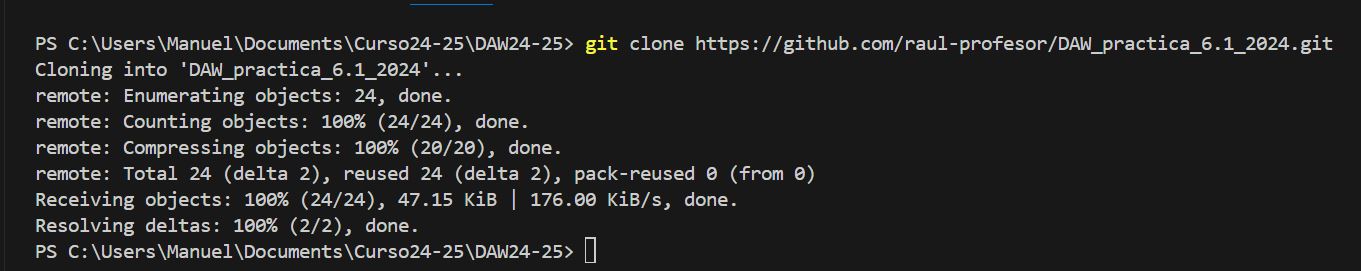 PS C:\Users\Manuel\Documents\Curso24-25\DAW24-25> git clone https://github.com/raul-profesor/DAW_practica_6.1_2024.git
Cloning into 'DAW_practica_6.1_2024'...
remote: Enumerating objects: 24, done.
remote: Counting objects: 100% (24/24), done.
remote: Compressing objects: 100% (20/20), done.
remote: Total 24 (delta 2), reused 24 (delta 2), pack-reused 0 (from 0)
Receiving objects: 100% (24/24), 47.15 KiB | 176.00 KiB/s, done.
Resolving deltas: 100% (2/2), done.
PS C:\Users\Manuel\Documents\Curso24-25\DAW24-25>